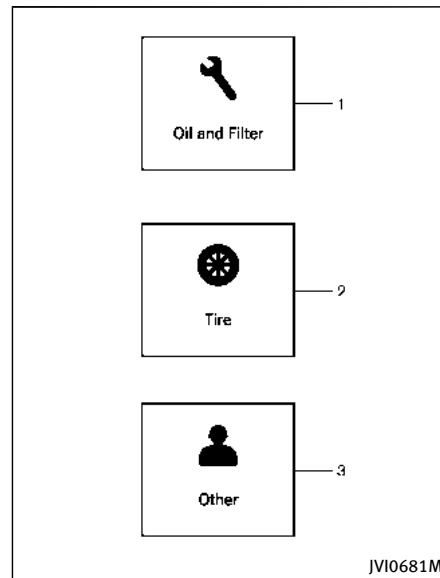 Oil and Filter
1
Tire
2
Other
3
JVI0681M